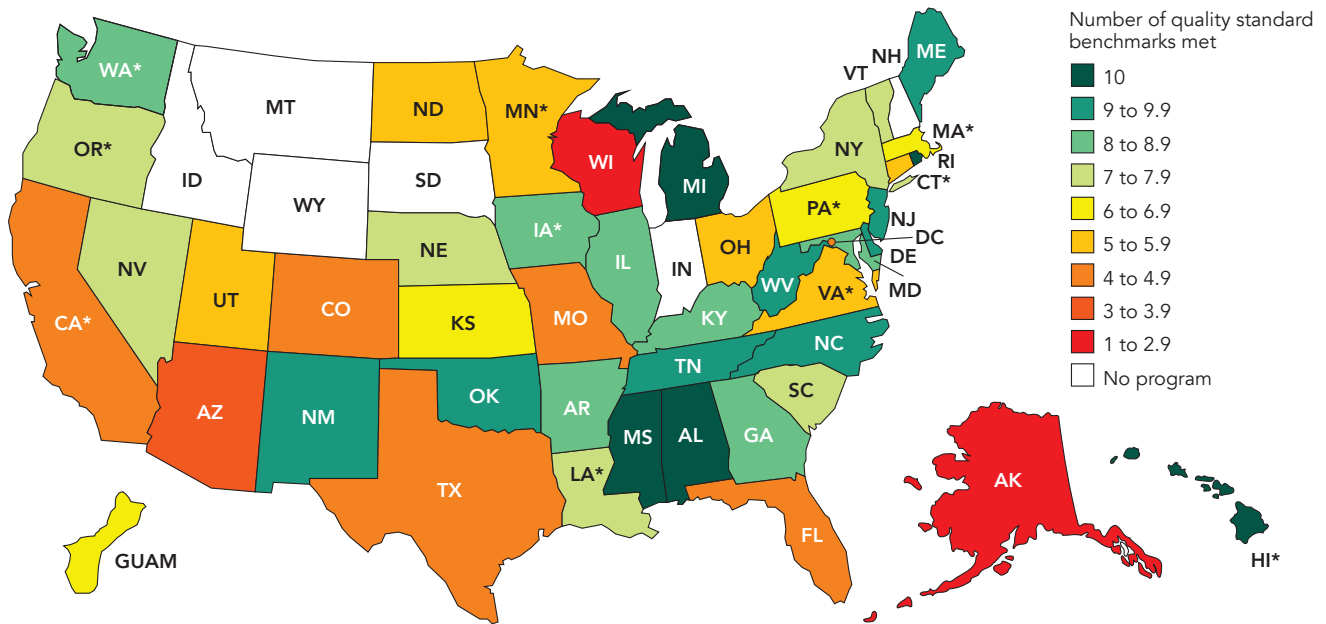 Number of quality standard
benchmarks met
10
9 to 9.9
8 to 8.9
7 to 7.9
6 to 6.9
5 to 5.9
4 to 4.9
3 to 3.9
1 to 2.9
No program
WA*
MT
ND
MN*
VT
NH
ME
OR*
ID
WY
SD
WI
MI
NY
MA*
RI
CT*
NV
UT
CO
NE
KS
IA*
IL
IN
OH
PA*
NJ
DC
DE
MD
WV
VA*
CA*
MO
KY
NC
TN
AZ
NM
OK
AR
SC
MS
AL
GA
TX
LA*
FL
AK
HI*
GUAM